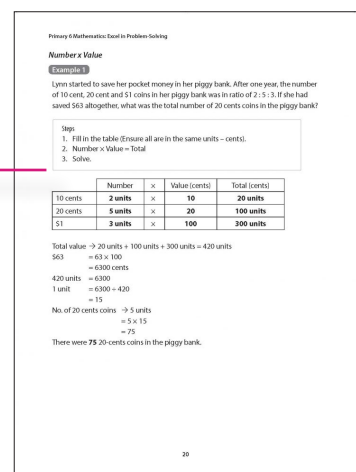 Primary 6 Mathematics: Excel in Problem-Solving
Number x Value
Example 1
Lynn started to save her pocket money in her piggy bank. After one year, the number
of 10 cent, 20 cent and $1 coins in her piggy bank was in ratio of 2 : 5 : 3. If she had
saved $63 altogether, what was the total number of 20 cents coins in the piggy bank?
Steps
1. Fill in the table (Ensure all are in the same units – cents).
2. Number × Value = Total
3. Solve.
Number × Value (cents) Total (cents)
10 cents 2 units × 10 20 units
20 cents 5 units × 20 100 units
$1 3 units × 100 300 units
Total value → 20 units + 100 units + 300 units = 420 units
$63 = 63 × 100
= 6300 cents
420 units = 6300
1 unit = 6300 ÷ 420
= 15
No. of 20 cents coins → 5 units
= 5 × 15
= 75
There were 75 20-cents coins in the piggy bank.
20